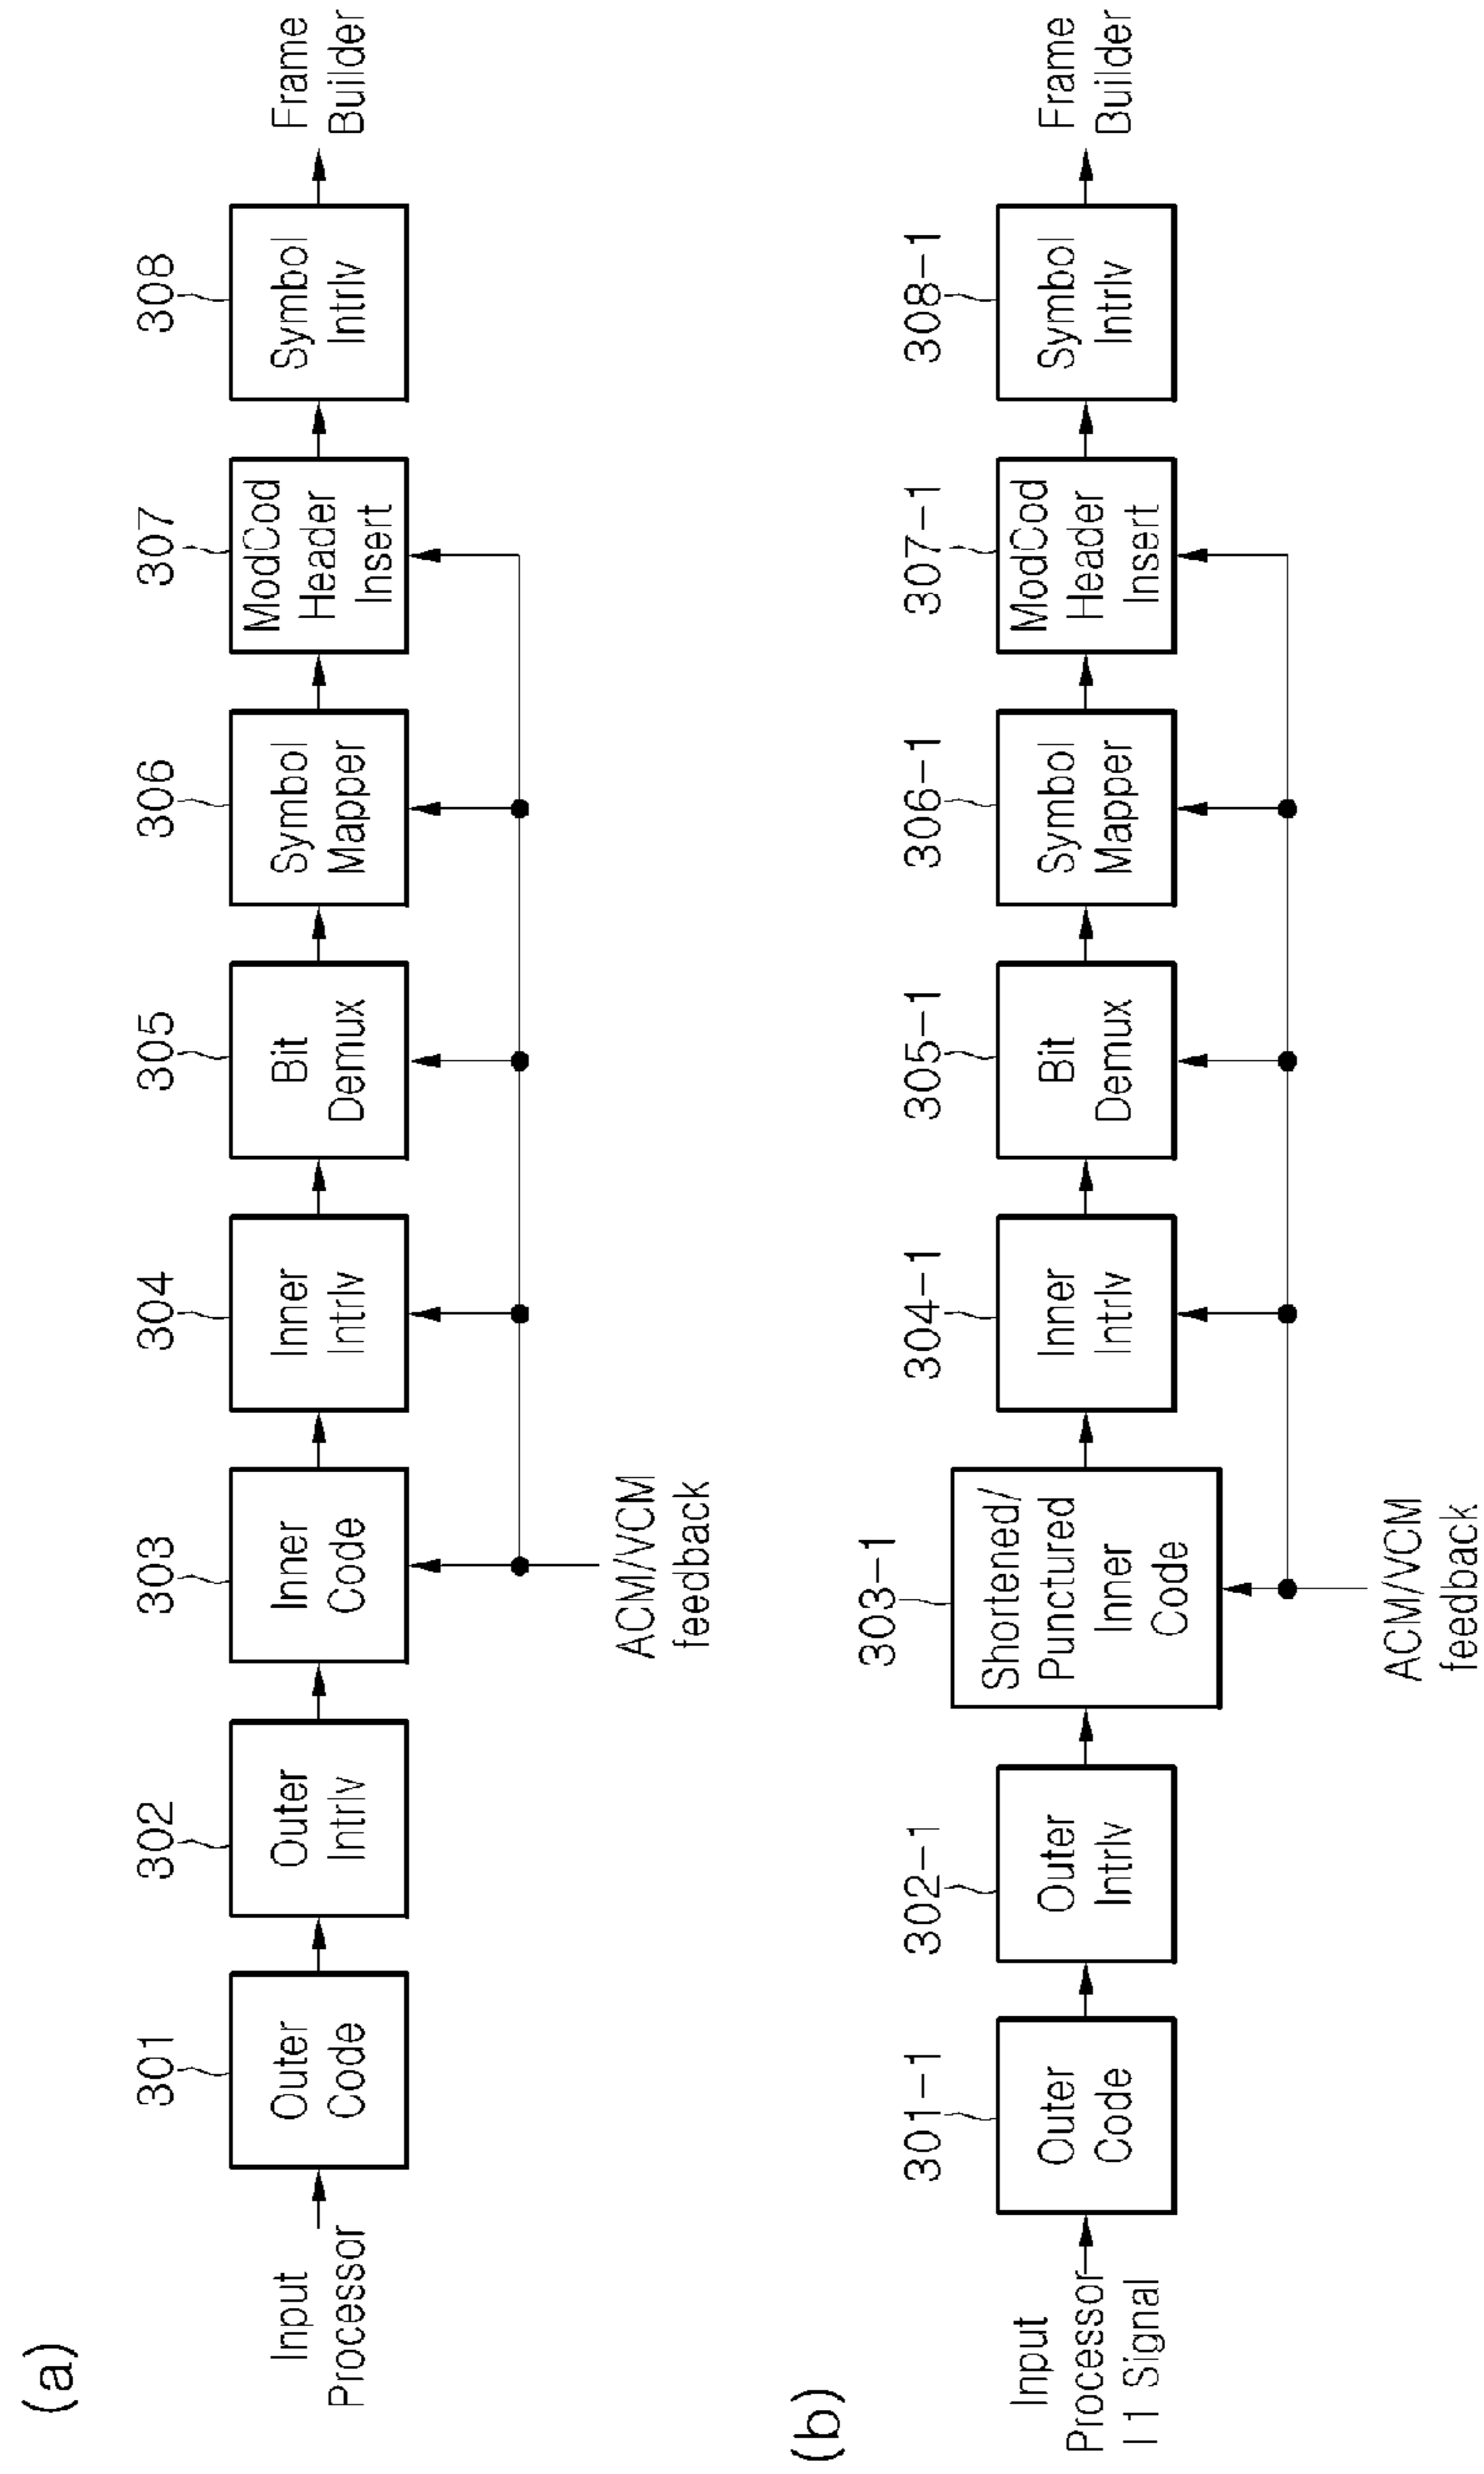 (a)
301
302
303
304
305
306
307
308
Input
Processor
Outer
Code
Outer
Intrlv
Inner
Code
Inner
Intrlv
Bit
Demux
Symbol
Mapper
ModCod
Header
Insert
Symbol
Intrlv
Frame
Builder
ACM/VCM
feedback
(b)
301-1
302-1
303-1
304-1
305-1
306-1
307-1
308-1
Input
Processor
L1 Signal
Outer
Code
Outer
Intrlv
Shortened/
Punctured
Inner
Code
Inner
Intrlv
Bit
Demux
Symbol
Mapper
ModCod
Header
Insert
Symbol
Intrlv
Frame
Builder
ACM/VCM
feedback